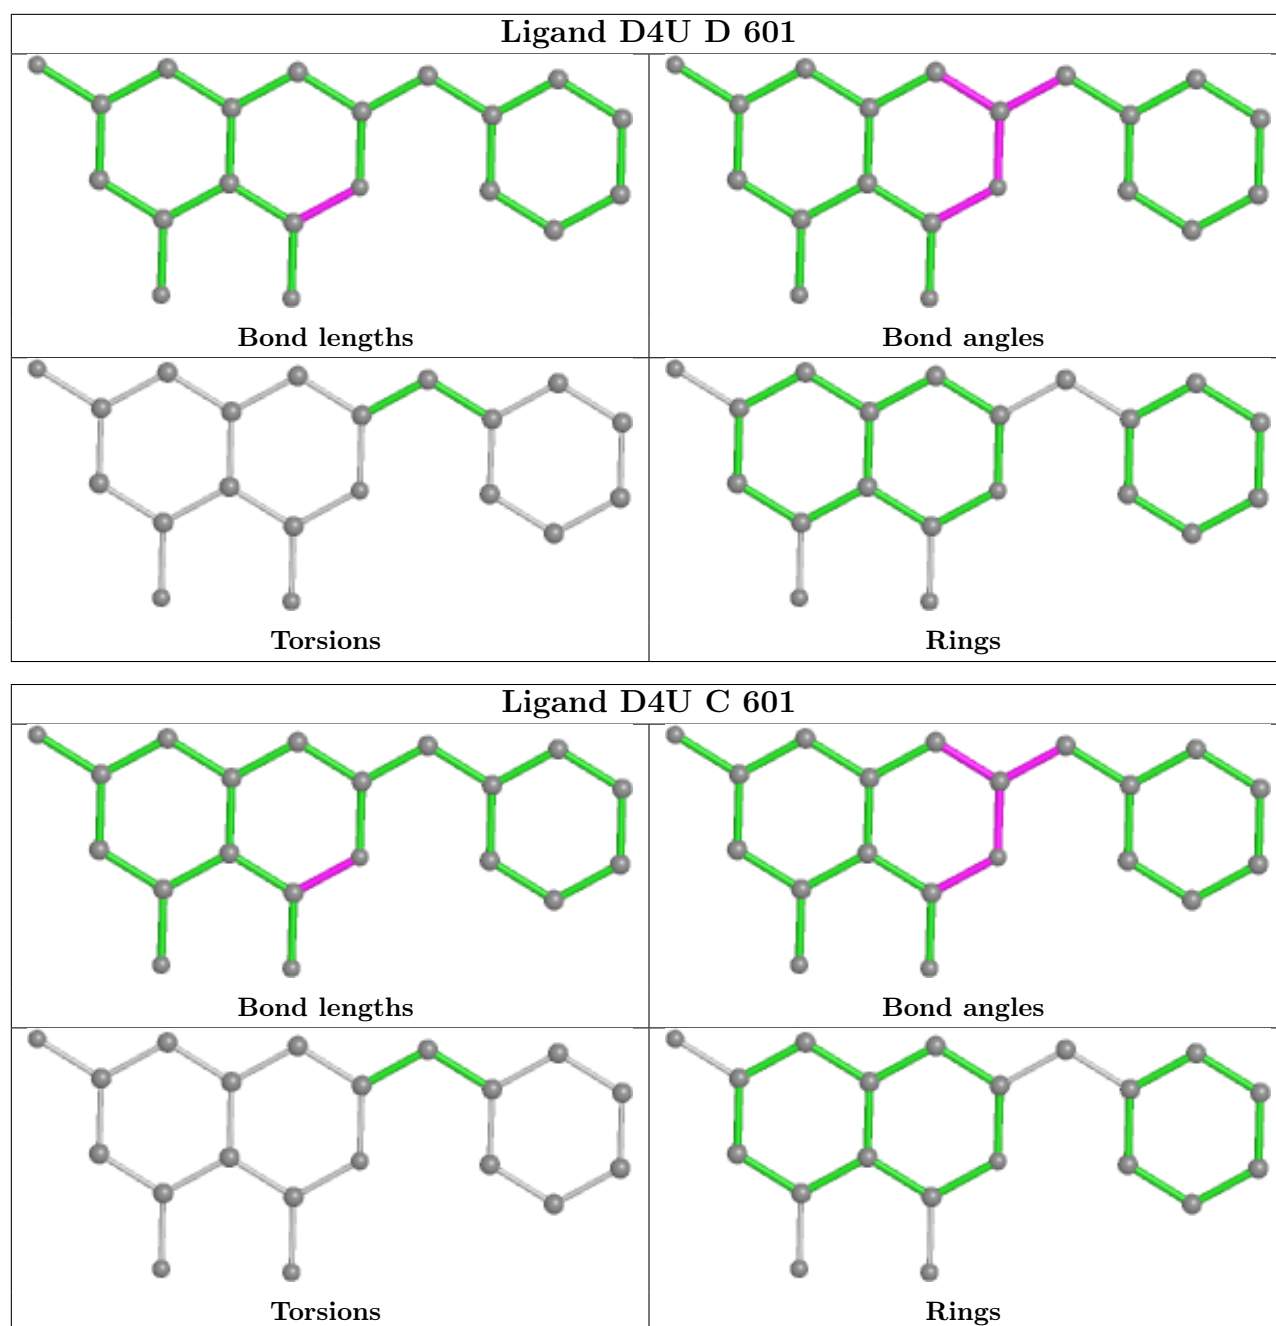 Ligand D4U D 601
Bond lengths
Bond angles
Torsions
Rings
Ligand D4U C 601
Bond lengths
Bond angles
Torsions
Rings